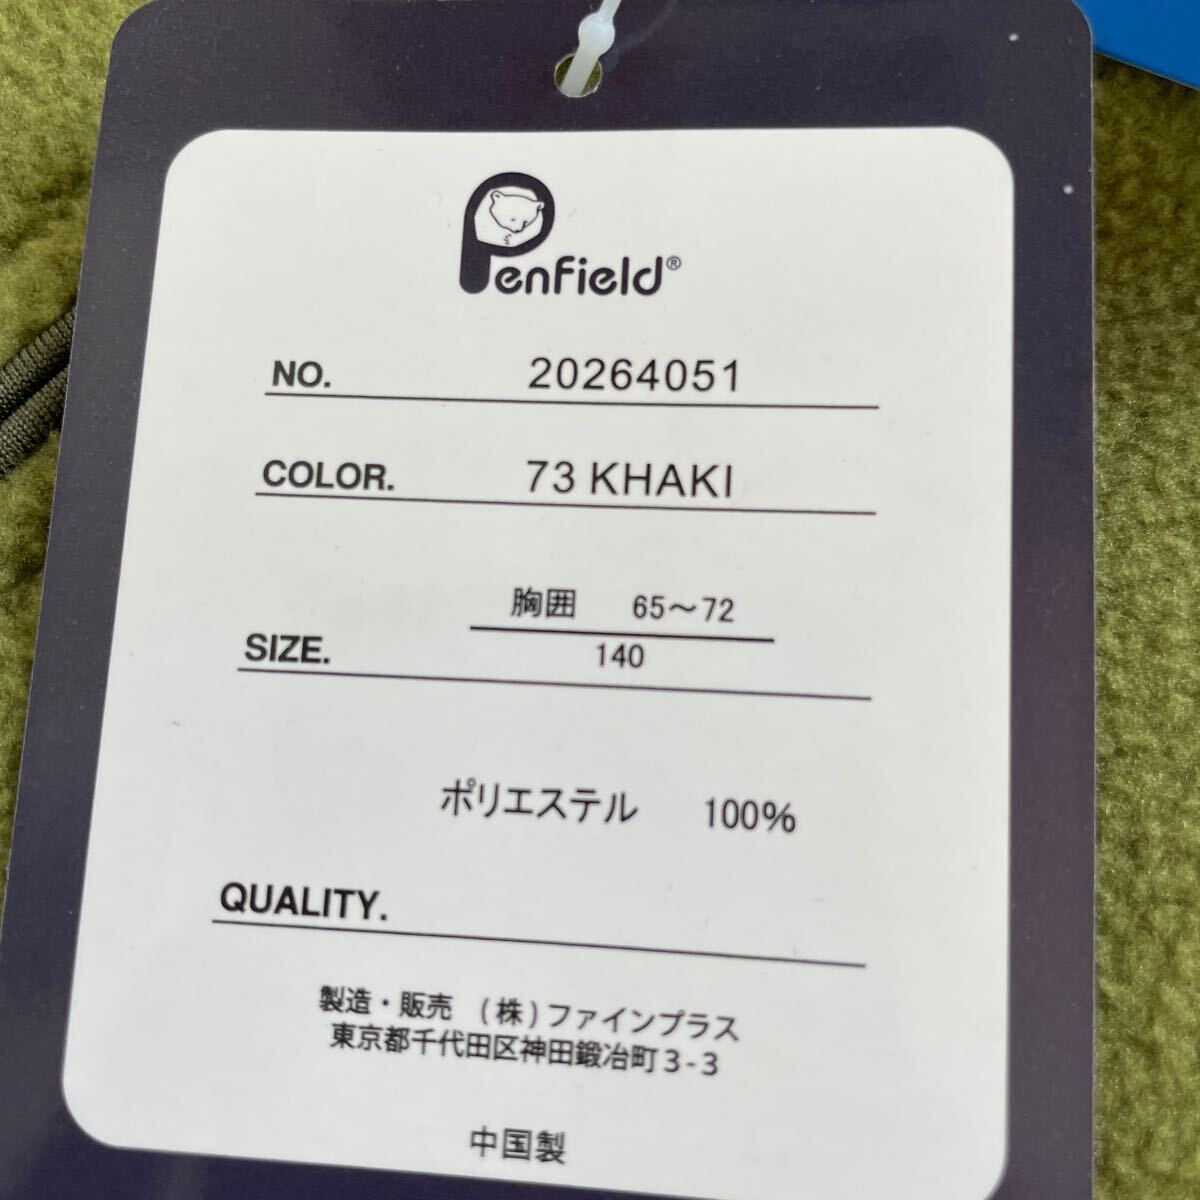 Penfield®
NO. 20264051
COLOR. 73 KHAKI
胸囲 65～72
SIZE. 140
ポリエステル 100%
QUALITY.
製造・販売 (株)ファインプラス
東京都千代田区神田鍛冶町3-3
中国製